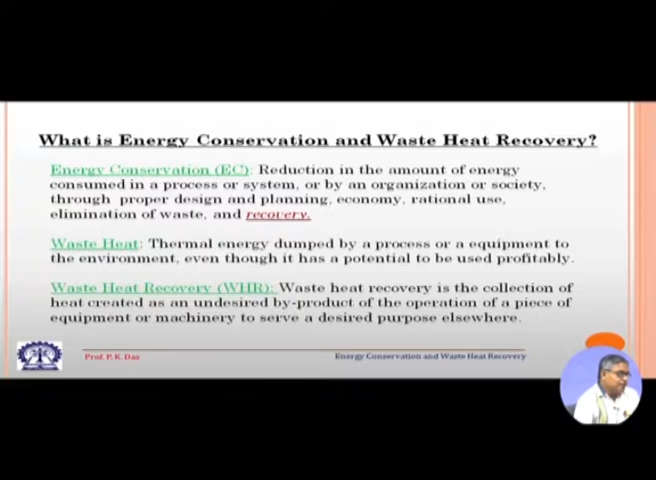 What is Energy Conservation and Waste Heat Recovery?
Energy Conservation (EC): Reduction in the amount of energy
consumed in a process or system, or by an organization or society,
through proper design and planning, economy, rational use,
elimination of waste, and recovery.
Waste Heat: Thermal energy dumped by a process or a equipment to
the environment, even though it has a potential to be used profitably.
Waste Heat Recovery (WHR): Waste heat recovery is the collection of
heat created as an undesired by-product of the operation of a piece of
equipment or machinery to serve a desired purpose elsewhere.
Prof. P. K. Das
Energy Conservation and Waste Heat Recovery